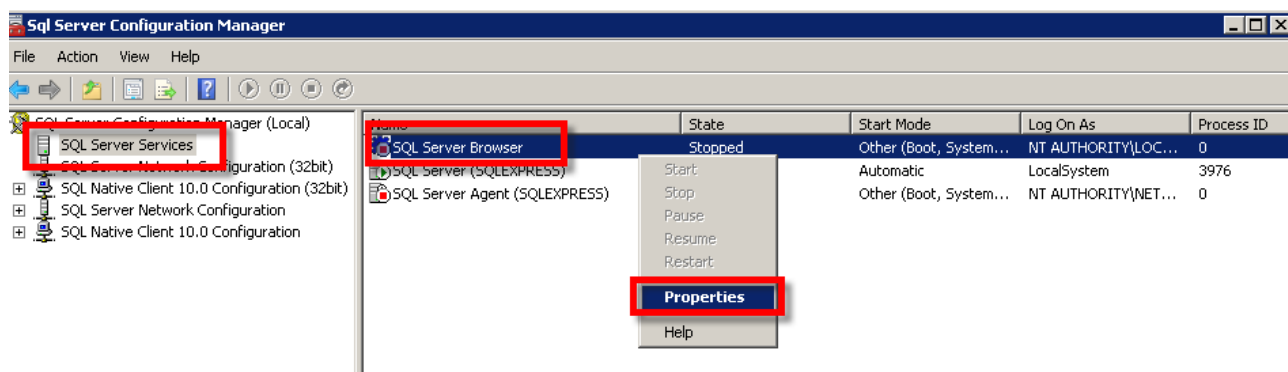 Sql Server Configuration Manager
File Action View Help
SQL Server Configuration Manager (Local)
SQL Server Services
SQL Server Network Configuration (32bit)
SQL Native Client 10.0 Configuration (32bit)
SQL Server Network Configuration
SQL Native Client 10.0 Configuration
Name State Start Mode Log On As Process ID
SQL Server Browser Stopped Other (Boot, System... NT AUTHORITY\LOC... 0
SQL Server (SQLEXPRESS) Automatic LocalSystem 3976
SQL Server Agent (SQLEXPRESS) Other (Boot, System... NT AUTHORITY\NET... 0
Start
Stop
Pause
Resume
Restart
Properties
Help